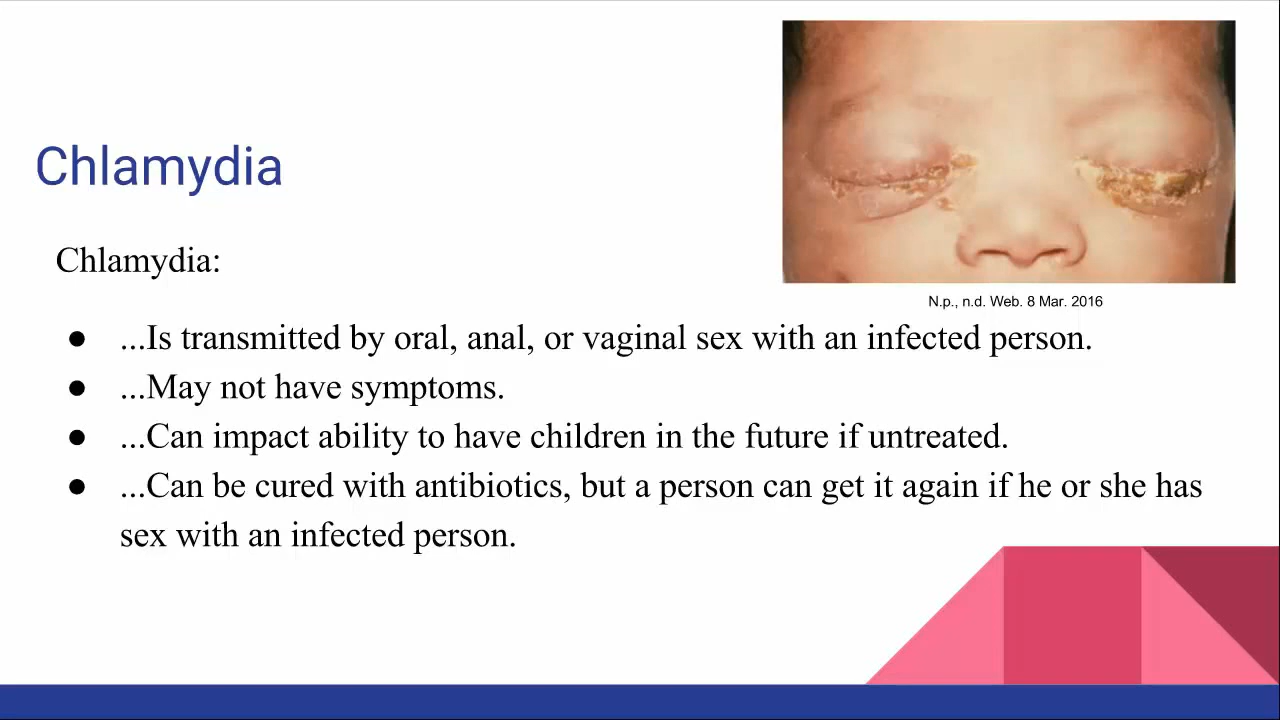 Chlamydia
N.p., n.d. Web. 8 Mar. 2016
Chlamydia:
● ...Is transmitted by oral, anal, or vaginal sex with an infected person.
● ...May not have symptoms.
● ...Can impact ability to have children in the future if untreated.
● ...Can be cured with antibiotics, but a person can get it again if he or she has
sex with an infected person.